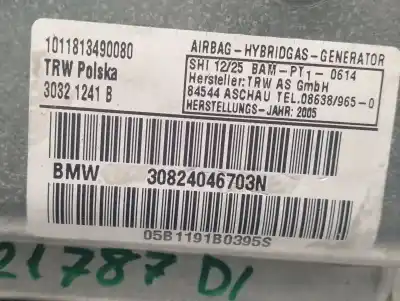 1011813490080
TRW Polska
3032 1241 B
AIRBAG-HYBRIDGAS-GENERATOR
SHI 12/25 BAM-PT1-0614
Hersteller: TRW AS GmbH
84544 ASCHAU TEL.08638/965-0
HERSTELLUNGS-JAHR: 2005
BMW 30824046703N
05B1191B0395S
21787 DI